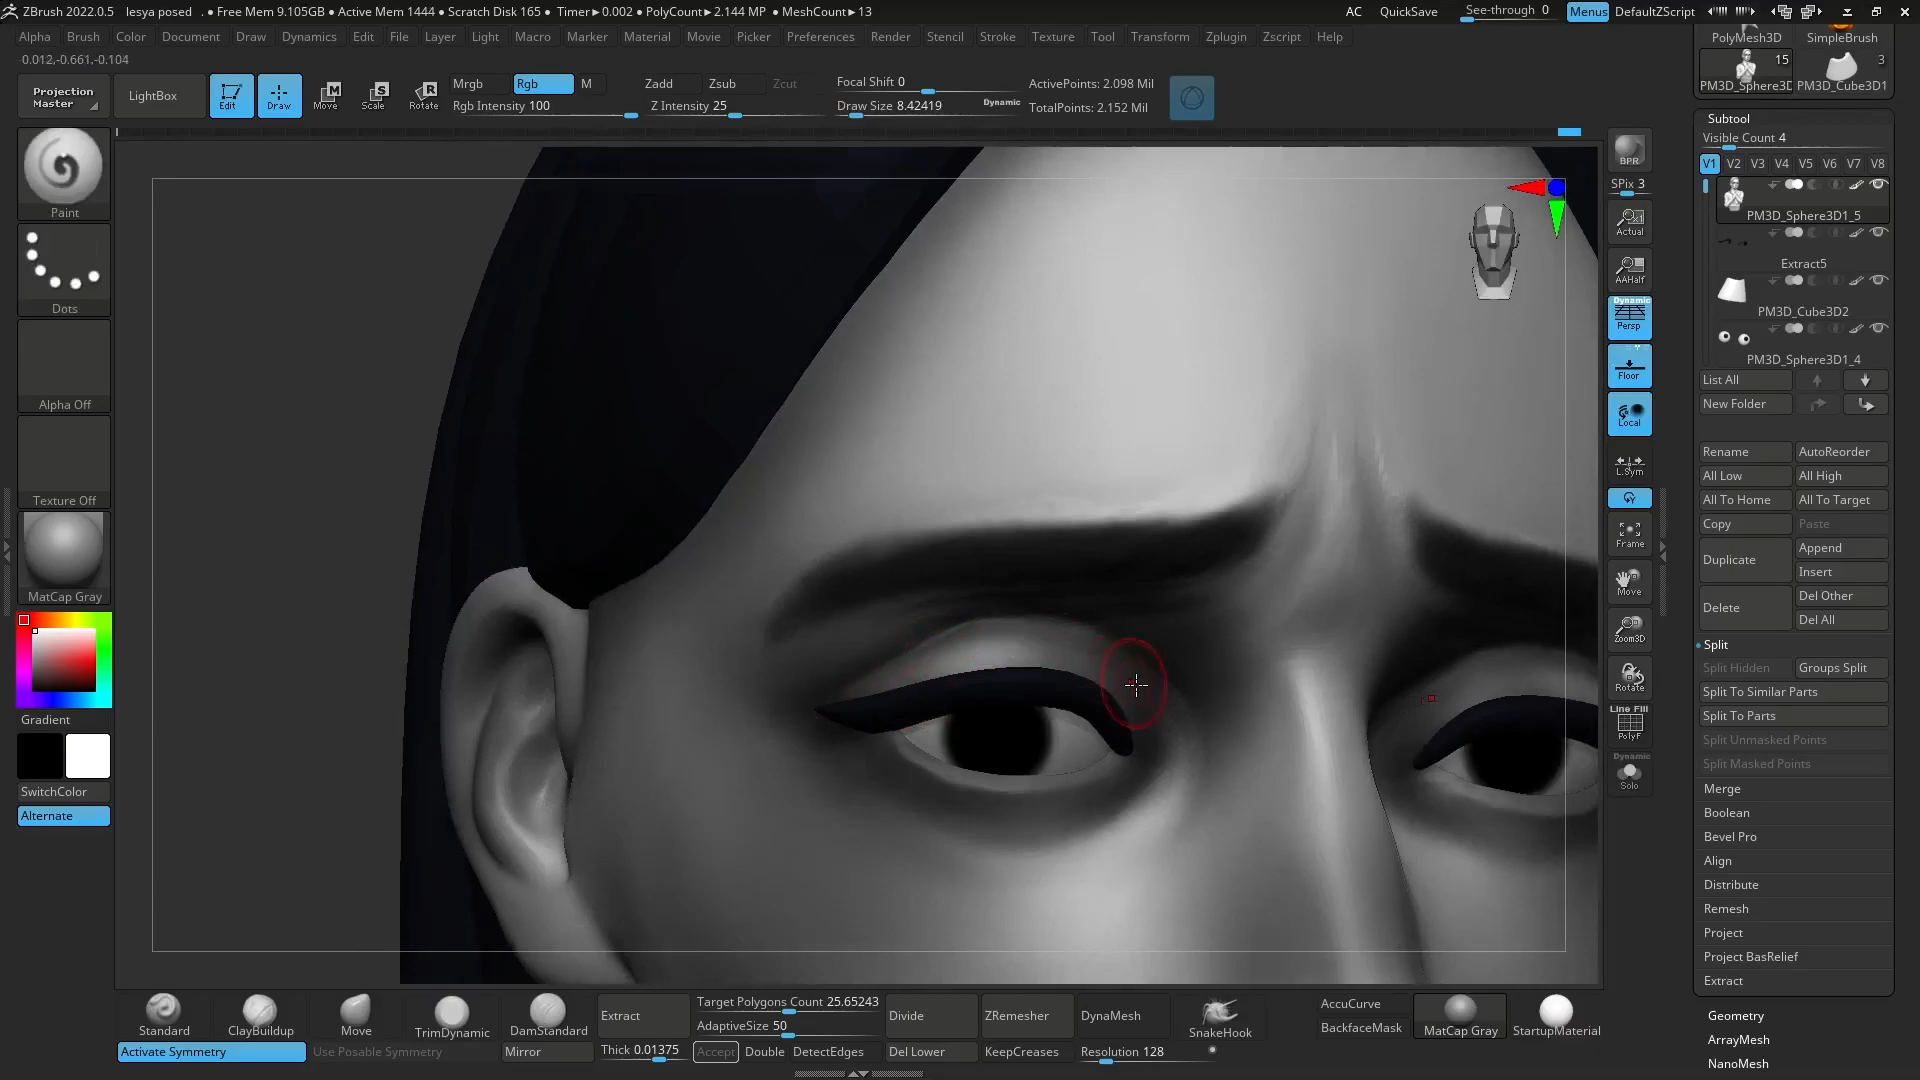 ZBrush 2022.0.5 lesya posed . • Free Mem 9.105GB • Active Mem 1444 • Scratch Disk 165 • Timer▸0.002 • PolyCount▸2.144 MP • MeshCount▸13 AC QuickSave See-through 0 Menus DefaultZScript
Alpha Brush Color Document Draw Dynamics Edit File Layer Light Macro Marker Material Movie Picker Preferences Render Stencil Stroke Texture Tool Transform Zplugin Zscript Help
0.012,-0.661,-0.104
Projection Master
LightBox
Edit
Draw
Move
Scale
Rotate
Mrgb Rgb M
Rgb Intensity 100
Zadd Zsub Zcut
Z Intensity 25
Focal Shift 0
Draw Size 8.42419
Dynamic
ActivePoints: 2.098 Mil
TotalPoints: 2.152 Mil
Paint
Dots
Alpha Off
Texture Off
MatCap Gray
Gradient
SwitchColor
Alternate
BPR
SPix 3
Actual
AAHalf
Dynamic
Persp
Floor
Local
L.Sym
Frame
Move
Zoom3D
Rotate
Line Fill
PolyF
Dynamic
Solo
PolyMesh3D SimpleBrush
15 3
PM3D_Sphere3D PM3D_Cube3D1
Subtool
Visible Count 4
V1 V2 V3 V4 V5 V6 V7 V8
PM3D_Sphere3D1_5
Extract5
PM3D_Cube3D2
PM3D_Sphere3D1_4
List All
New Folder
Rename AutoReorder
All Low All High
All To Home All To Target
Copy Paste
Duplicate Append
Insert
Delete Del Other
Del All
Split
Split Hidden Groups Split
Split To Similar Parts
Split To Parts
Split Unmasked Points
Split Masked Points
Merge
Boolean
Bevel Pro
Align
Distribute
Remesh
Project
Project BasRelief
Extract
Geometry
ArrayMesh
NanoMesh
Standard ClayBuildup Move TrimDynamic DamStandard
Extract
Target Polygons Count 25.65243
AdaptiveSize 50
Divide ZRemesher DynaMesh
SnakeHook
AccuCurve
BackfaceMask
MatCap Gray StartupMaterial
Activate Symmetry Use Posable Symmetry Mirror Thick 0.01375 Accept Double DetectEdges Del Lower KeepCreases Resolution 128